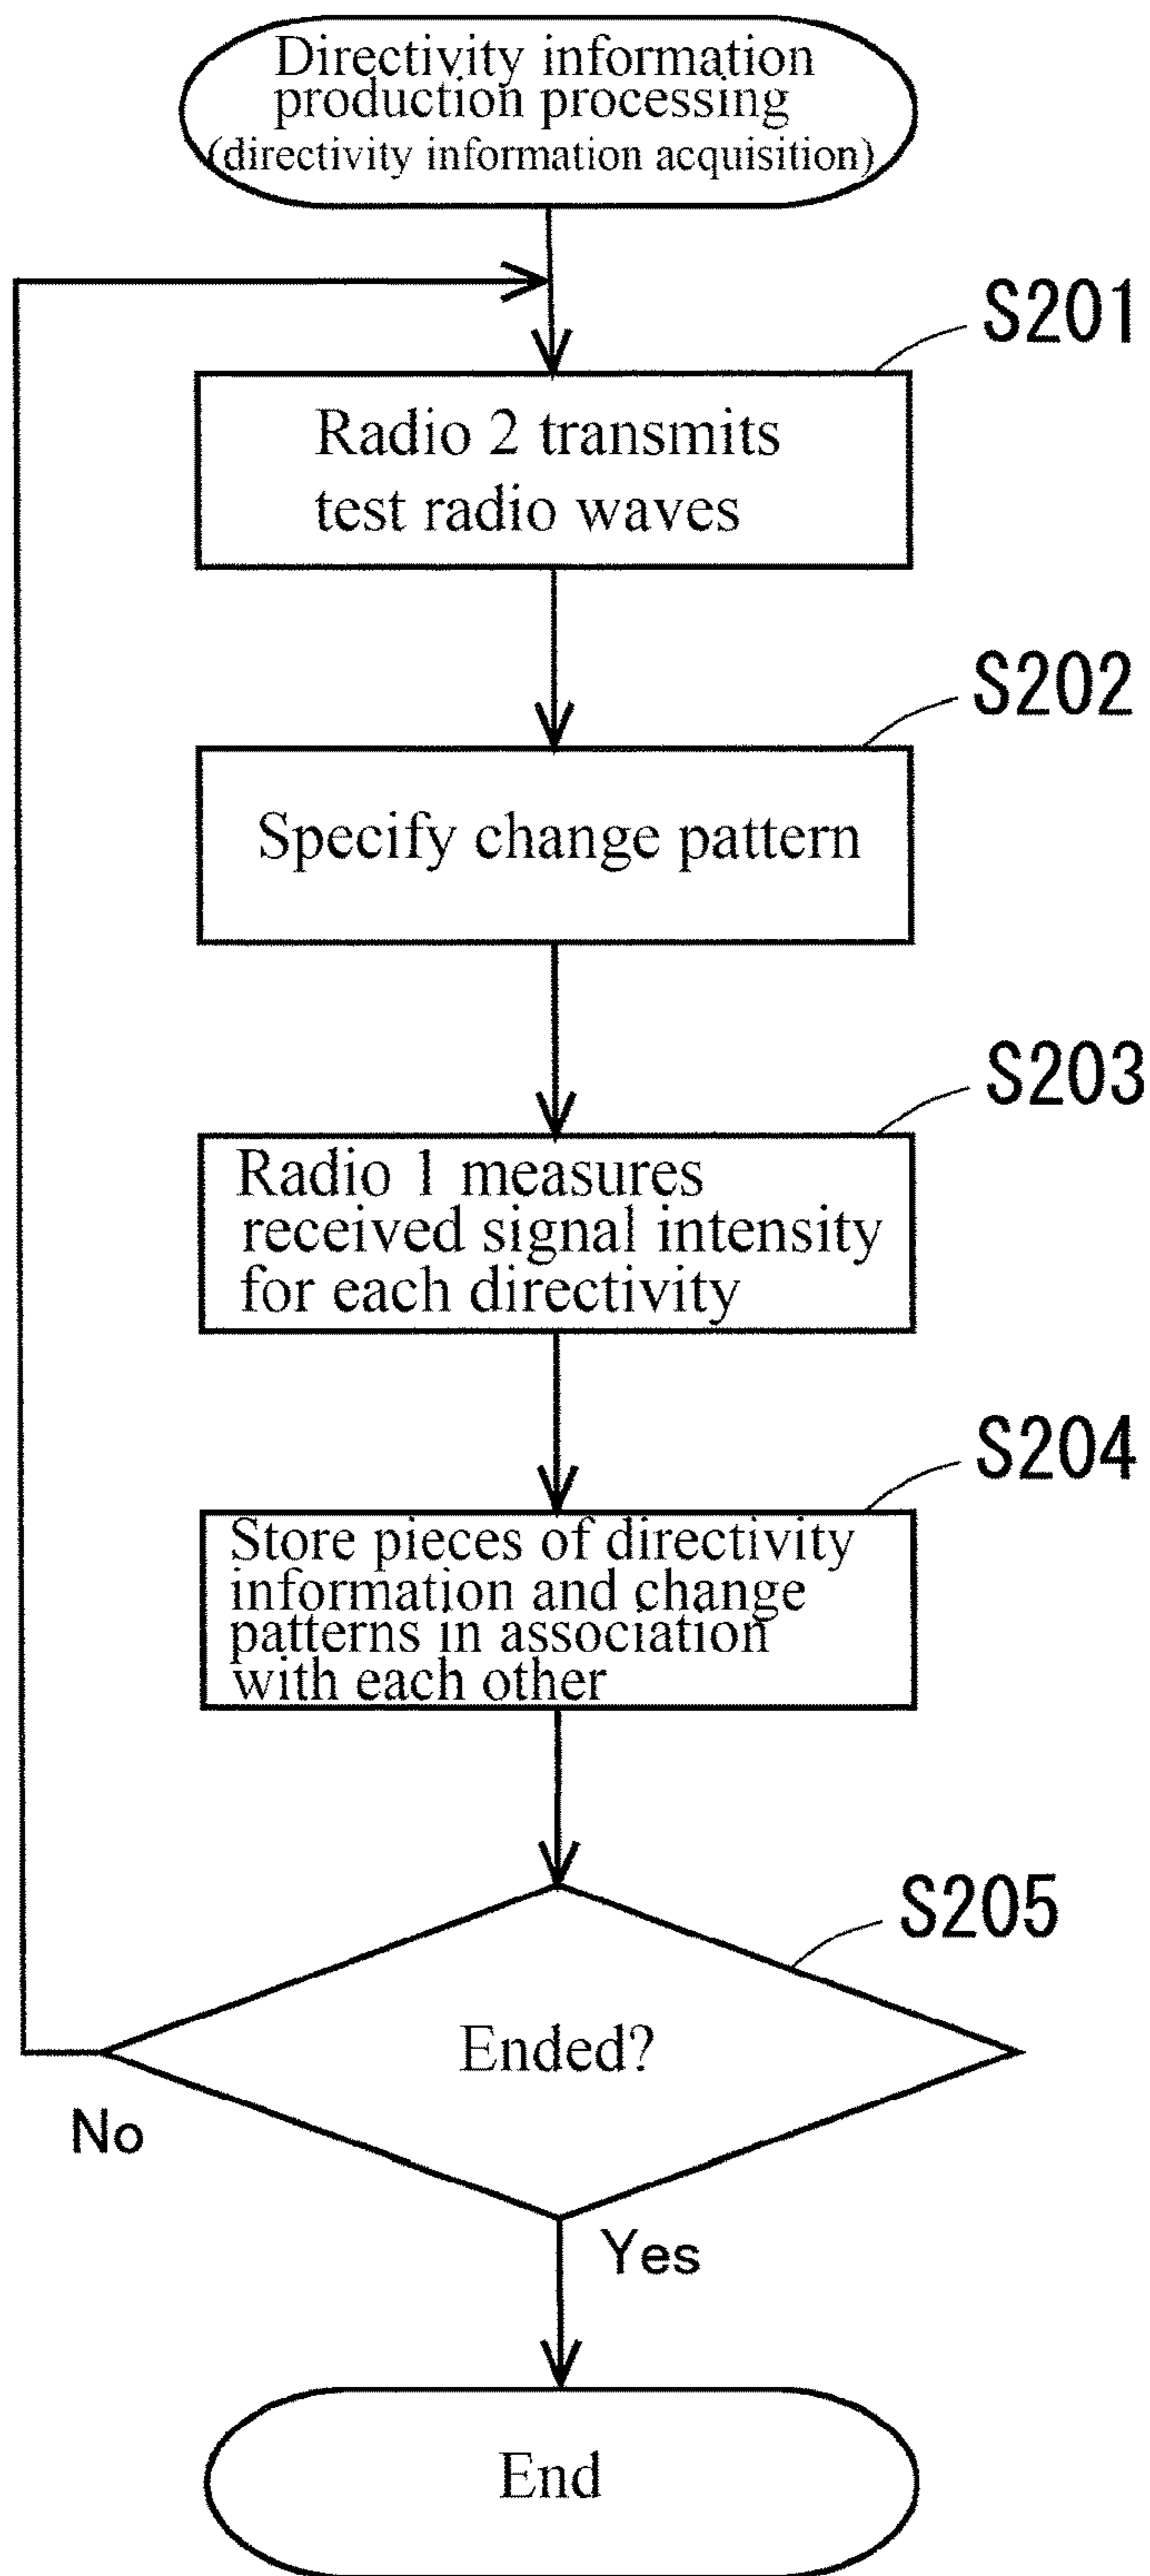 Directivity information
production processing
(directivity information acquisition)
S201
Radio 2 transmits
test radio waves
S202
Specify change pattern
S203
Radio 1 measures
received signal intensity
for each directivity
S204
Store pieces of directivity
information and change
patterns in association
with each other
S205
Ended?
No
Yes
End